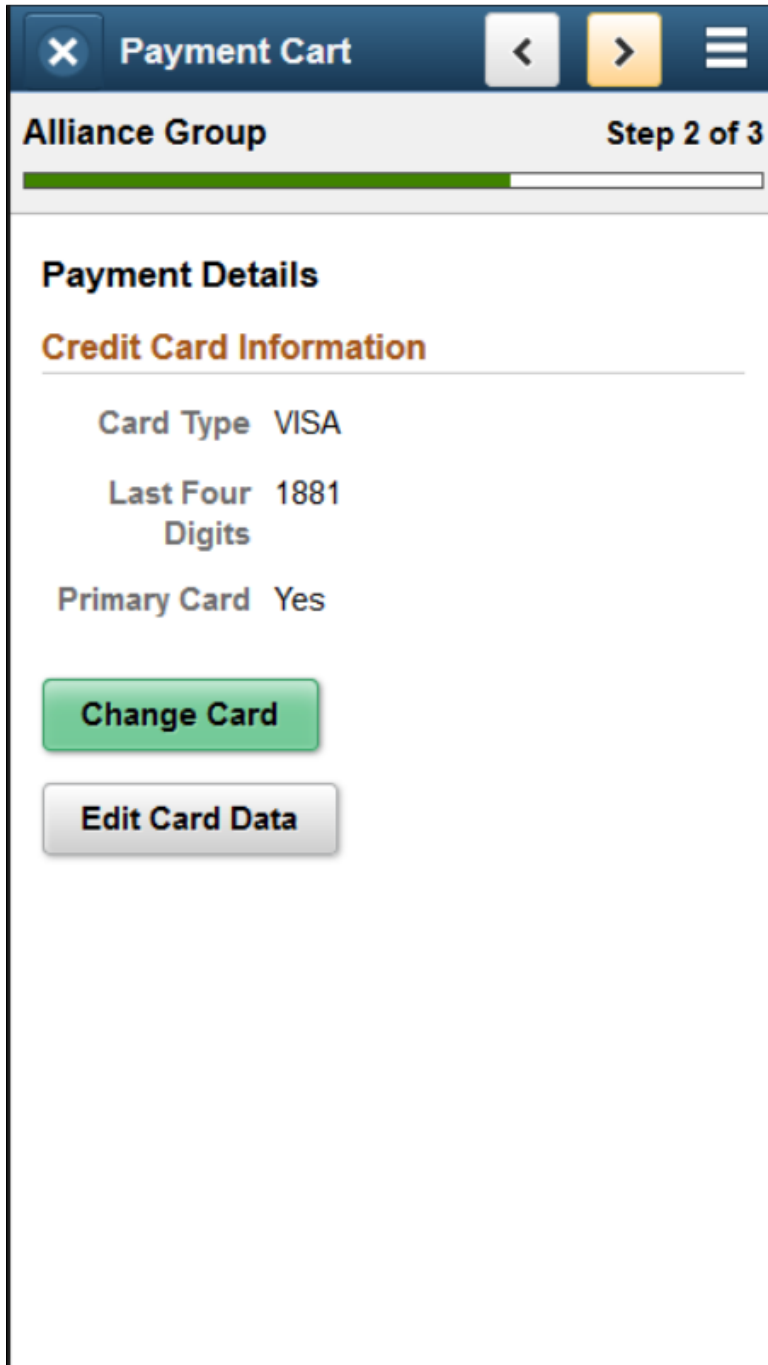 Payment Cart
Alliance Group
Step 2 of 3
Payment Details
Credit Card Information
Card Type VISA
Last Four 1881
Digits
Primary Card Yes
Change Card
Edit Card Data